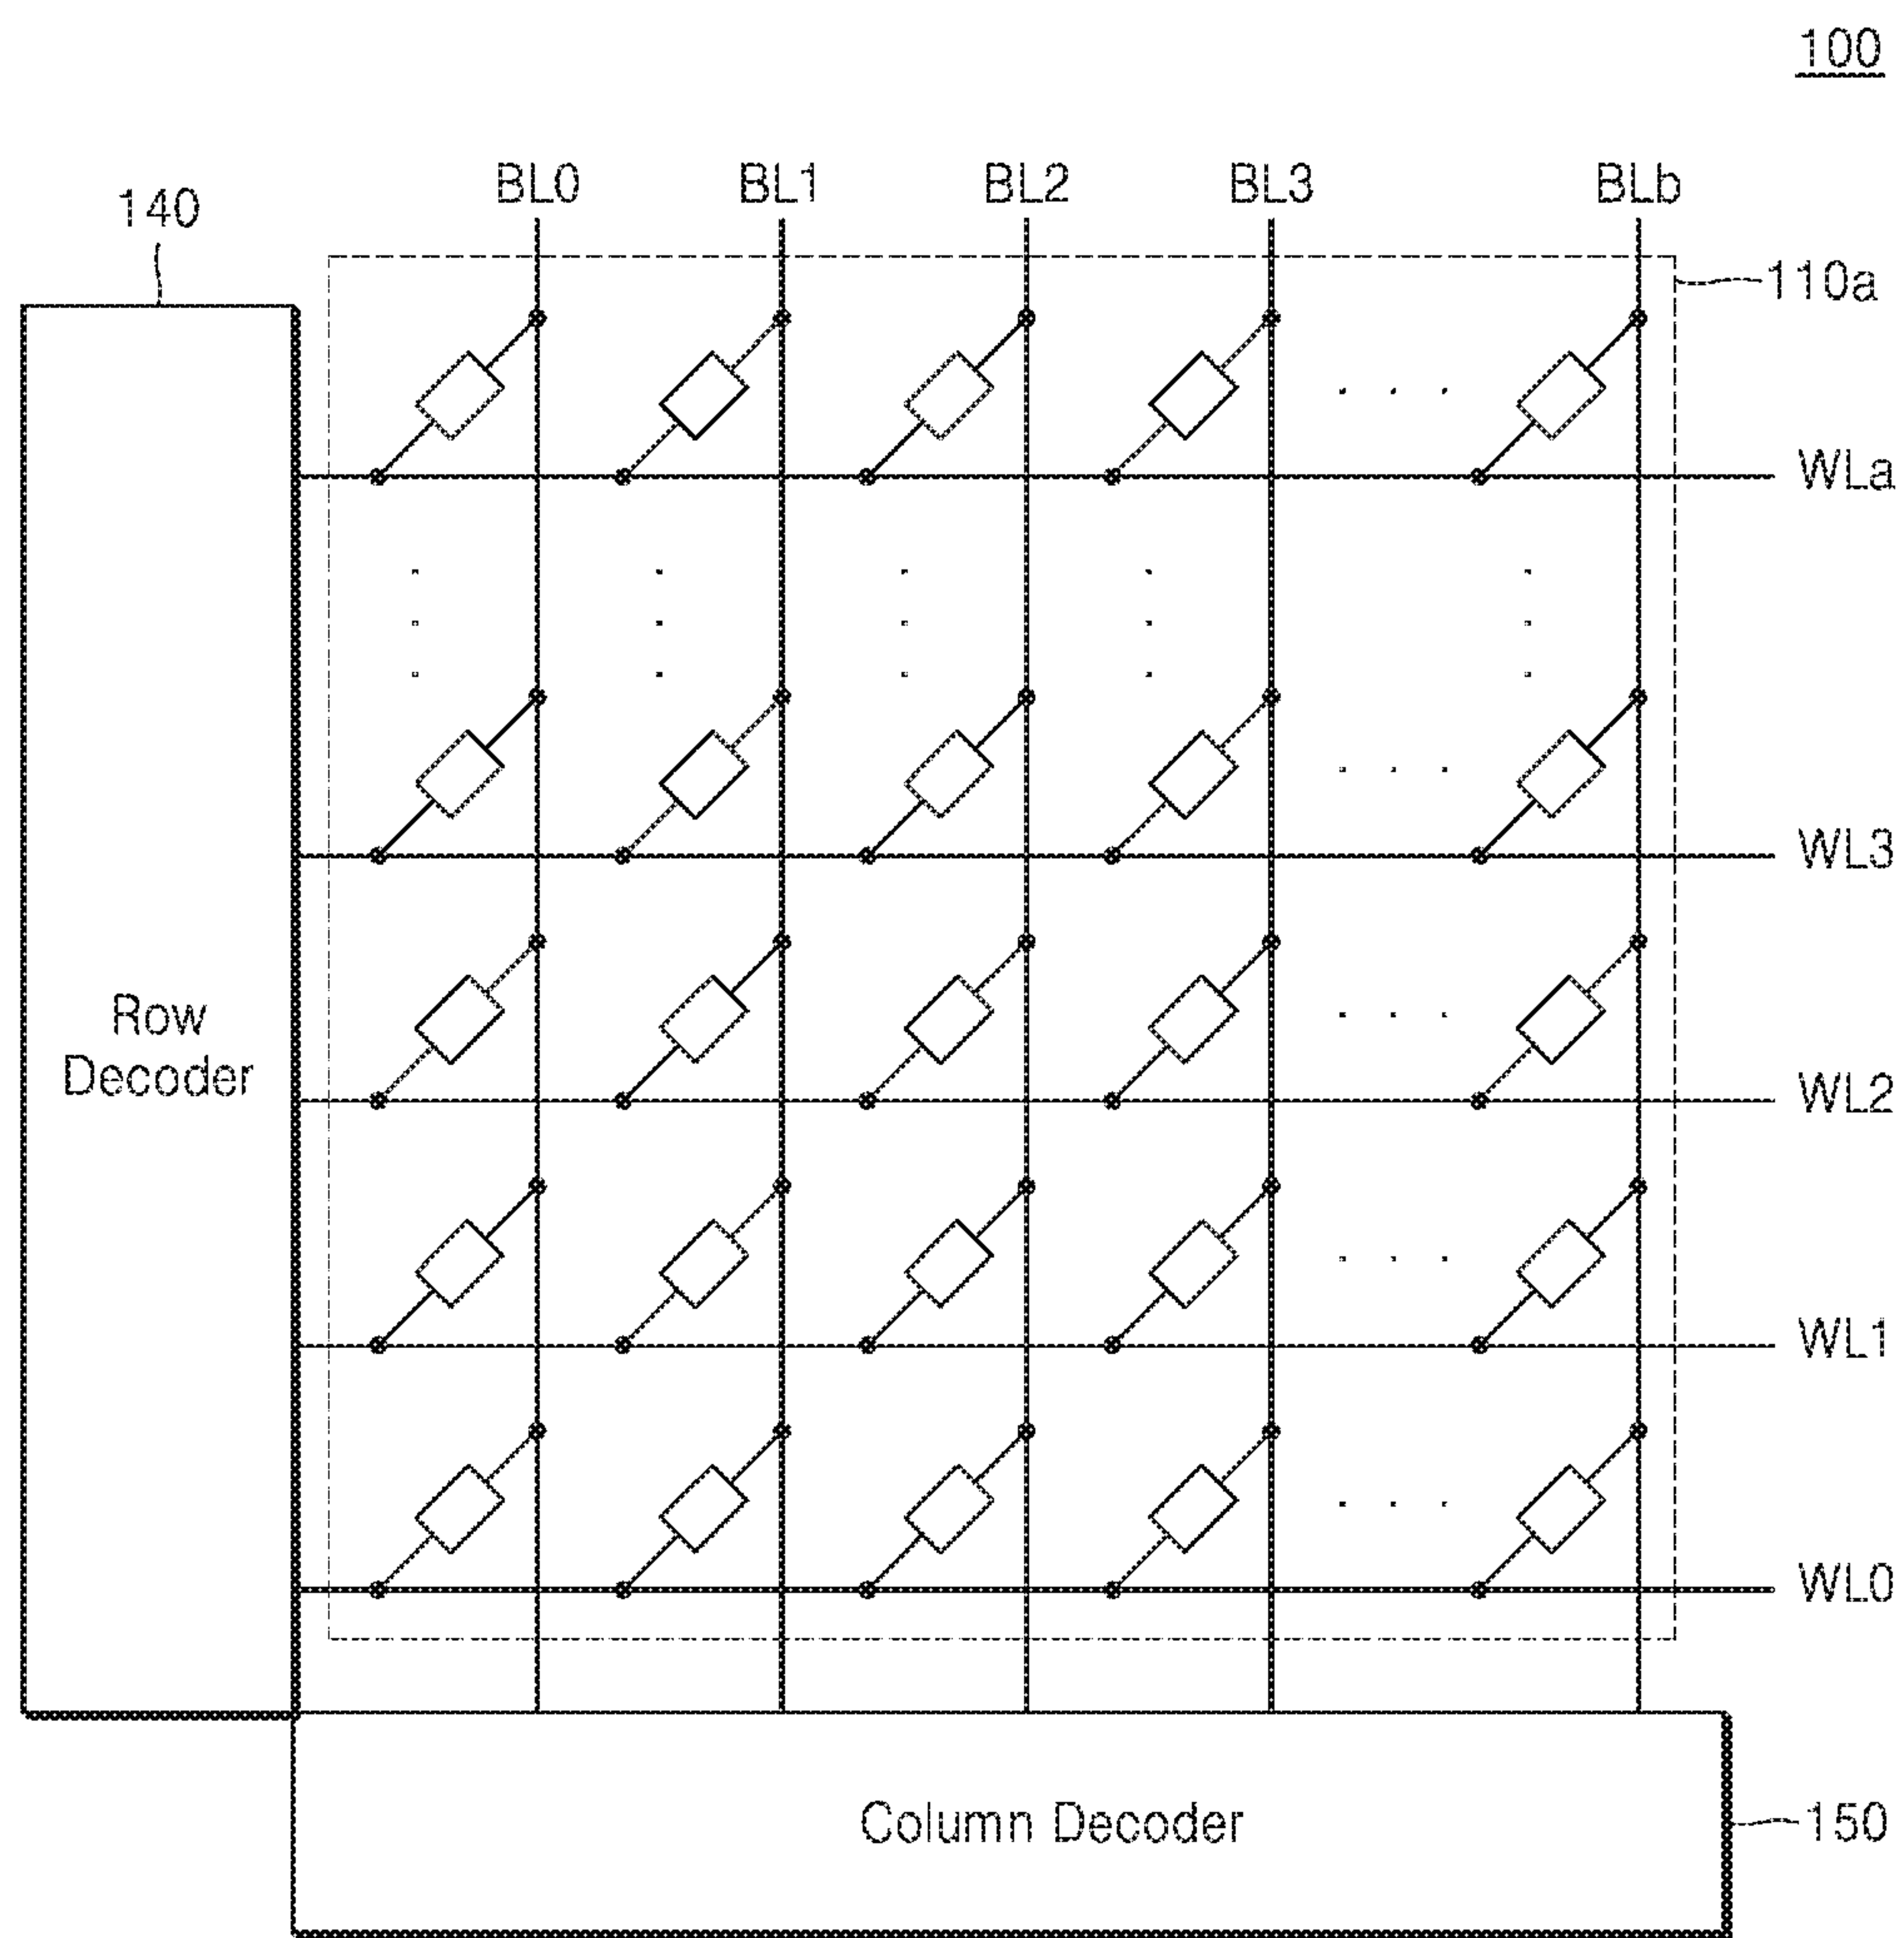 100
BL0 BL1 BL2 BL3 BLb
140
110a
WLa
WL3
Row
Decoder
WL2
WL1
WL0
Column Decoder
150